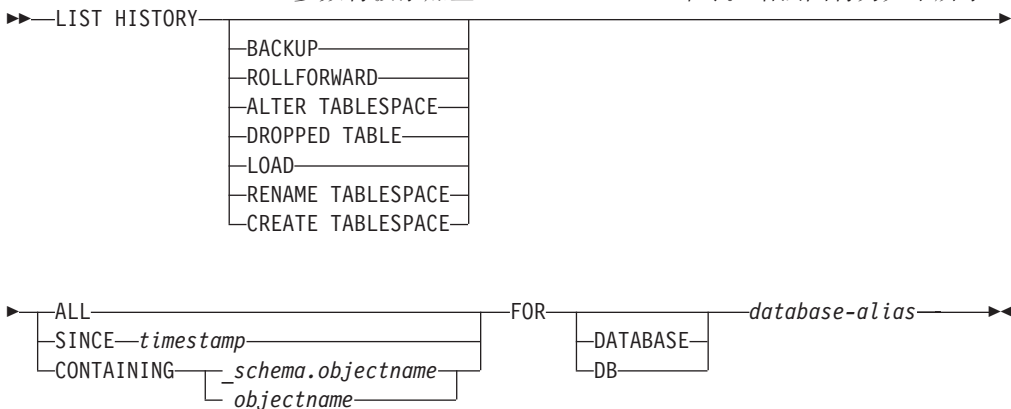 LIST HISTORY
BACKUP
ROLLFORWARD
ALTER TABLESPACE
DROPPED TABLE
LOAD
RENAME TABLESPACE
CREATE TABLESPACE
ALL FOR database-alias
SINCE timestamp DATABASE
CONTAINING _schema.objectname DB
objectname